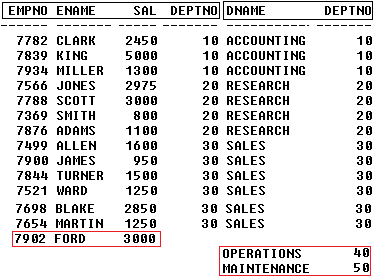 EMPNO ENAME SAL DEPTNO DNAME DEPTNO
7782 CLARK 2450 10 ACCOUNTING 10
7839 KING 5000 10 ACCOUNTING 10
7934 MILLER 1300 10 ACCOUNTING 10
7566 JONES 2975 20 RESEARCH 20
7788 SCOTT 3000 20 RESEARCH 20
7369 SMITH 800 20 RESEARCH 20
7876 ADAMS 1100 20 RESEARCH 20
7499 ALLEN 1600 30 SALES 30
7900 JAMES 950 30 SALES 30
7844 TURNER 1500 30 SALES 30
7521 WARD 1250 30 SALES 30
7698 BLAKE 2850 30 SALES 30
7654 MARTIN 1250 30 SALES 30
7902 FORD 3000
OPERATIONS 40
MAINTENANCE 50